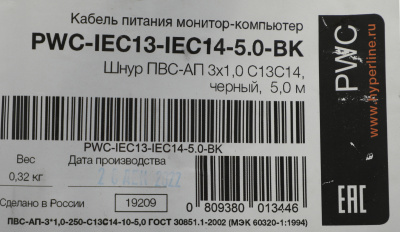 Кабель питания монитор-компьютер
PWC-IEC13-IEC14-5.0-BK
Шнур ПВС-АП 3x1,0 C13C14,
черный, 5,0 м
PWC-IEC13-IEC14-5.0-BK
Вес
Дата производства
0,32 кг
2022
Сделано в России
19209
0 809380 013446
ПВС-АП-3*1,0-250-С13С14-10-5,0 ГОСТ 30851.1-2002 (МЭК 60320-1:1994)
PWC
www.hyperline.ru
EAC